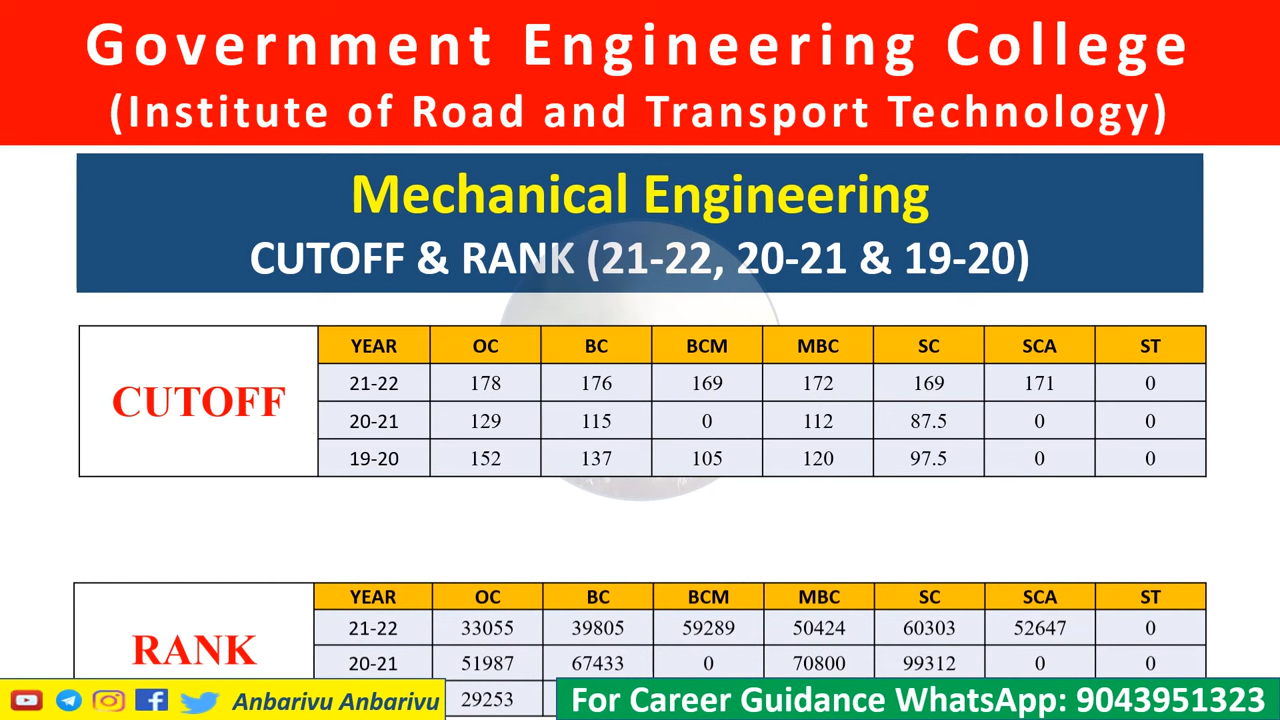 Government Engineering College
(Institute of Road and Transport Technology)
Mechanical Engineering
CUTOFF & RANK (21-22, 20-21 & 19-20)
CUTOFF
YEAR OC BC BCM MBC SC SCA ST
21-22 178 176 169 172 169 171 0
20-21 129 115 0 112 87.5 0 0
19-20 152 137 105 120 97.5 0 0
RANK
YEAR OC BC BCM MBC SC SCA ST
21-22 33055 39805 59289 50424 60303 52647 0
20-21 51987 67433 0 70800 99312 0 0
29253
Anbarivu Anbarivu
For Career Guidance WhatsApp: 9043951323